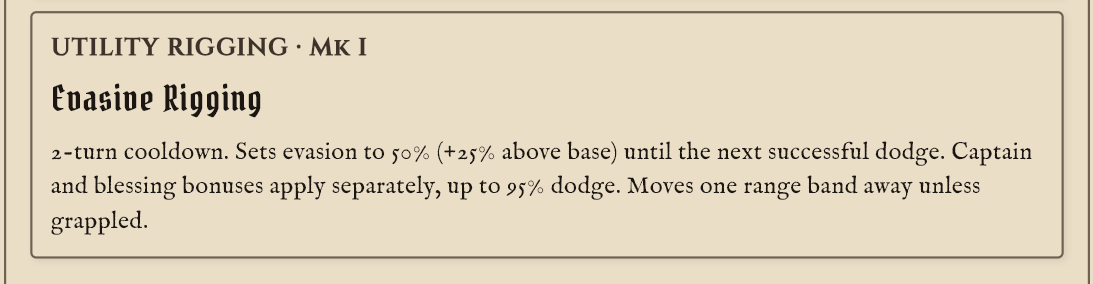 UTILITY RIGGING · Mk I
Evasive Rigging
2-turn cooldown. Sets evasion to 50% (+25% above base) until the next successful dodge. Captain
and blessing bonuses apply separately, up to 95% dodge. Moves one range band away unless
grappled.